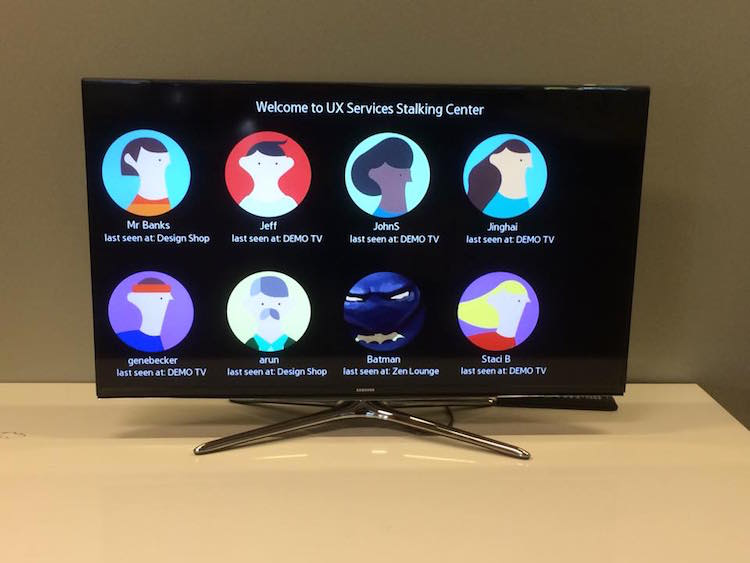 Welcome to UX Services Stalking Center
Mr Banks
last seen at: Design Shop
Jeff
last seen at: DEMO TV
JohnS
last seen at: DEMO TV
Jinghai
last seen at: DEMO TV
genebecker
last seen at: DEMO TV
arun
last seen at: Design Shop
Batman
last seen at: Zen Lounge
Staci B
last seen at: DEMO TV
SAMSUNG